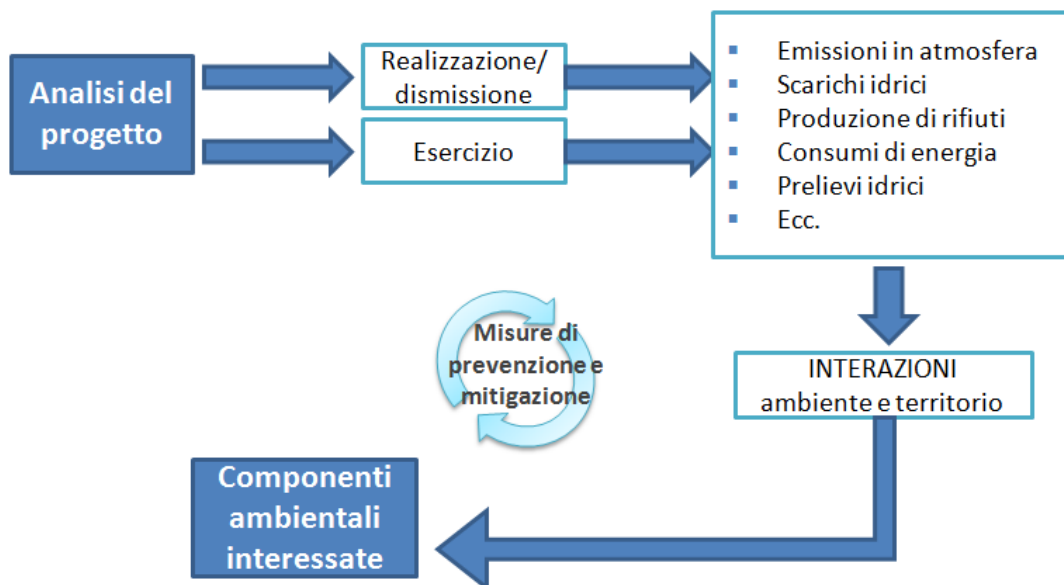 Analisi del
progetto
Realizzazione/
dismissione
Esercizio
▪ Emissioni in atmosfera
▪ Scarichi idrici
▪ Produzione di rifiuti
▪ Consumi di energia
▪ Prelievi idrici
▪ Ecc.
INTERAZIONI
ambiente e territorio
Misure di
prevenzione e
mitigazione
Componenti
ambientali
interessate